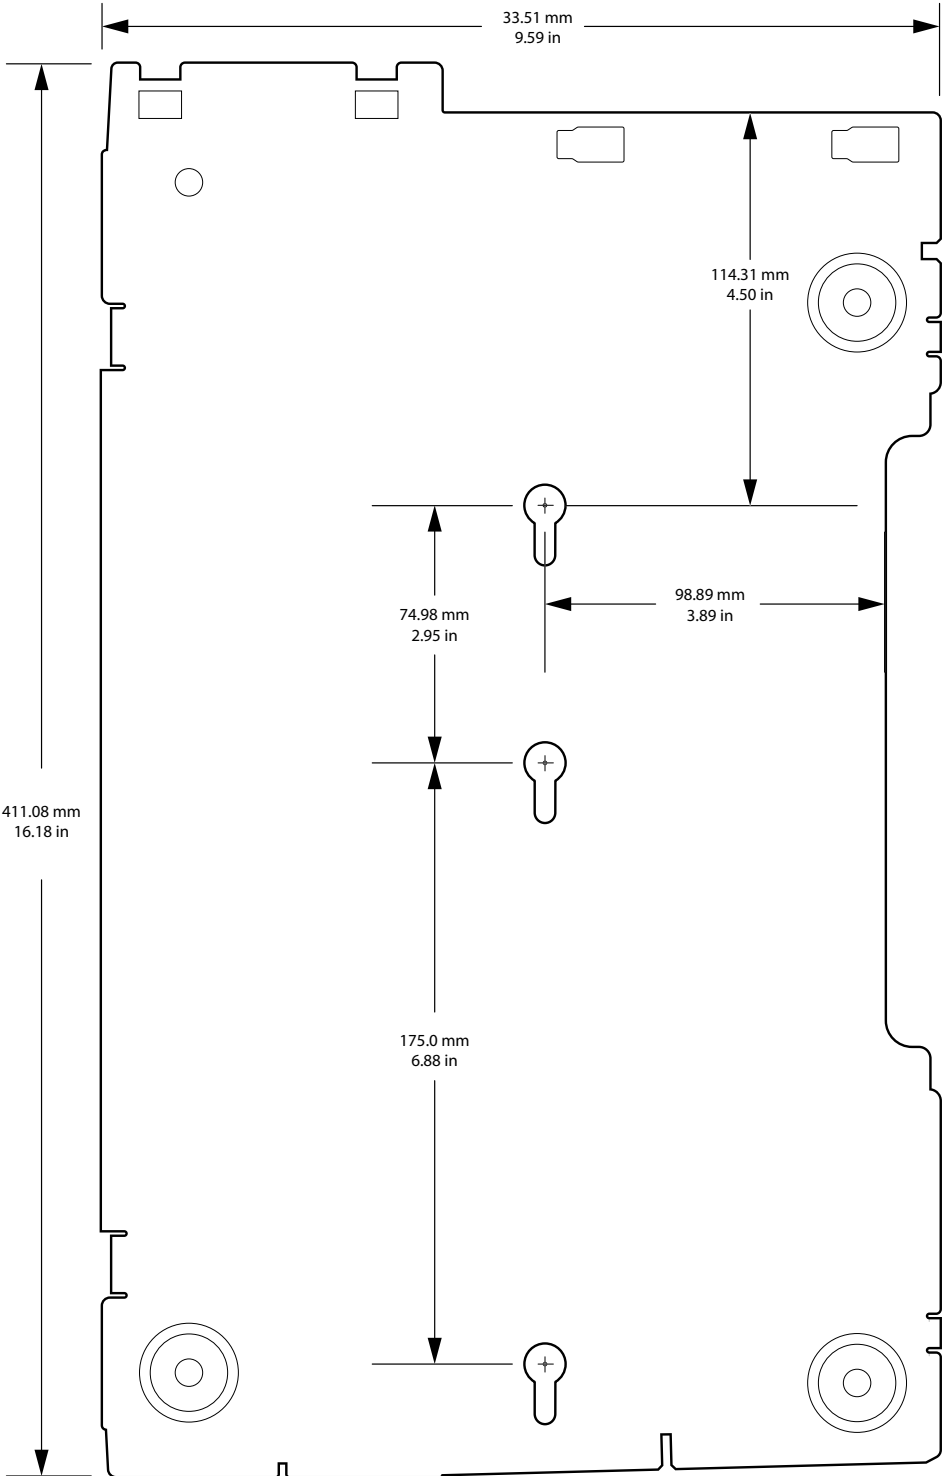 33.51 mm
9.59 in
114.31 mm
4.50 in
98.89 mm
3.89 in
74.98 mm
2.95 in
411.08 mm
16.18 in
175.0 mm
6.88 in